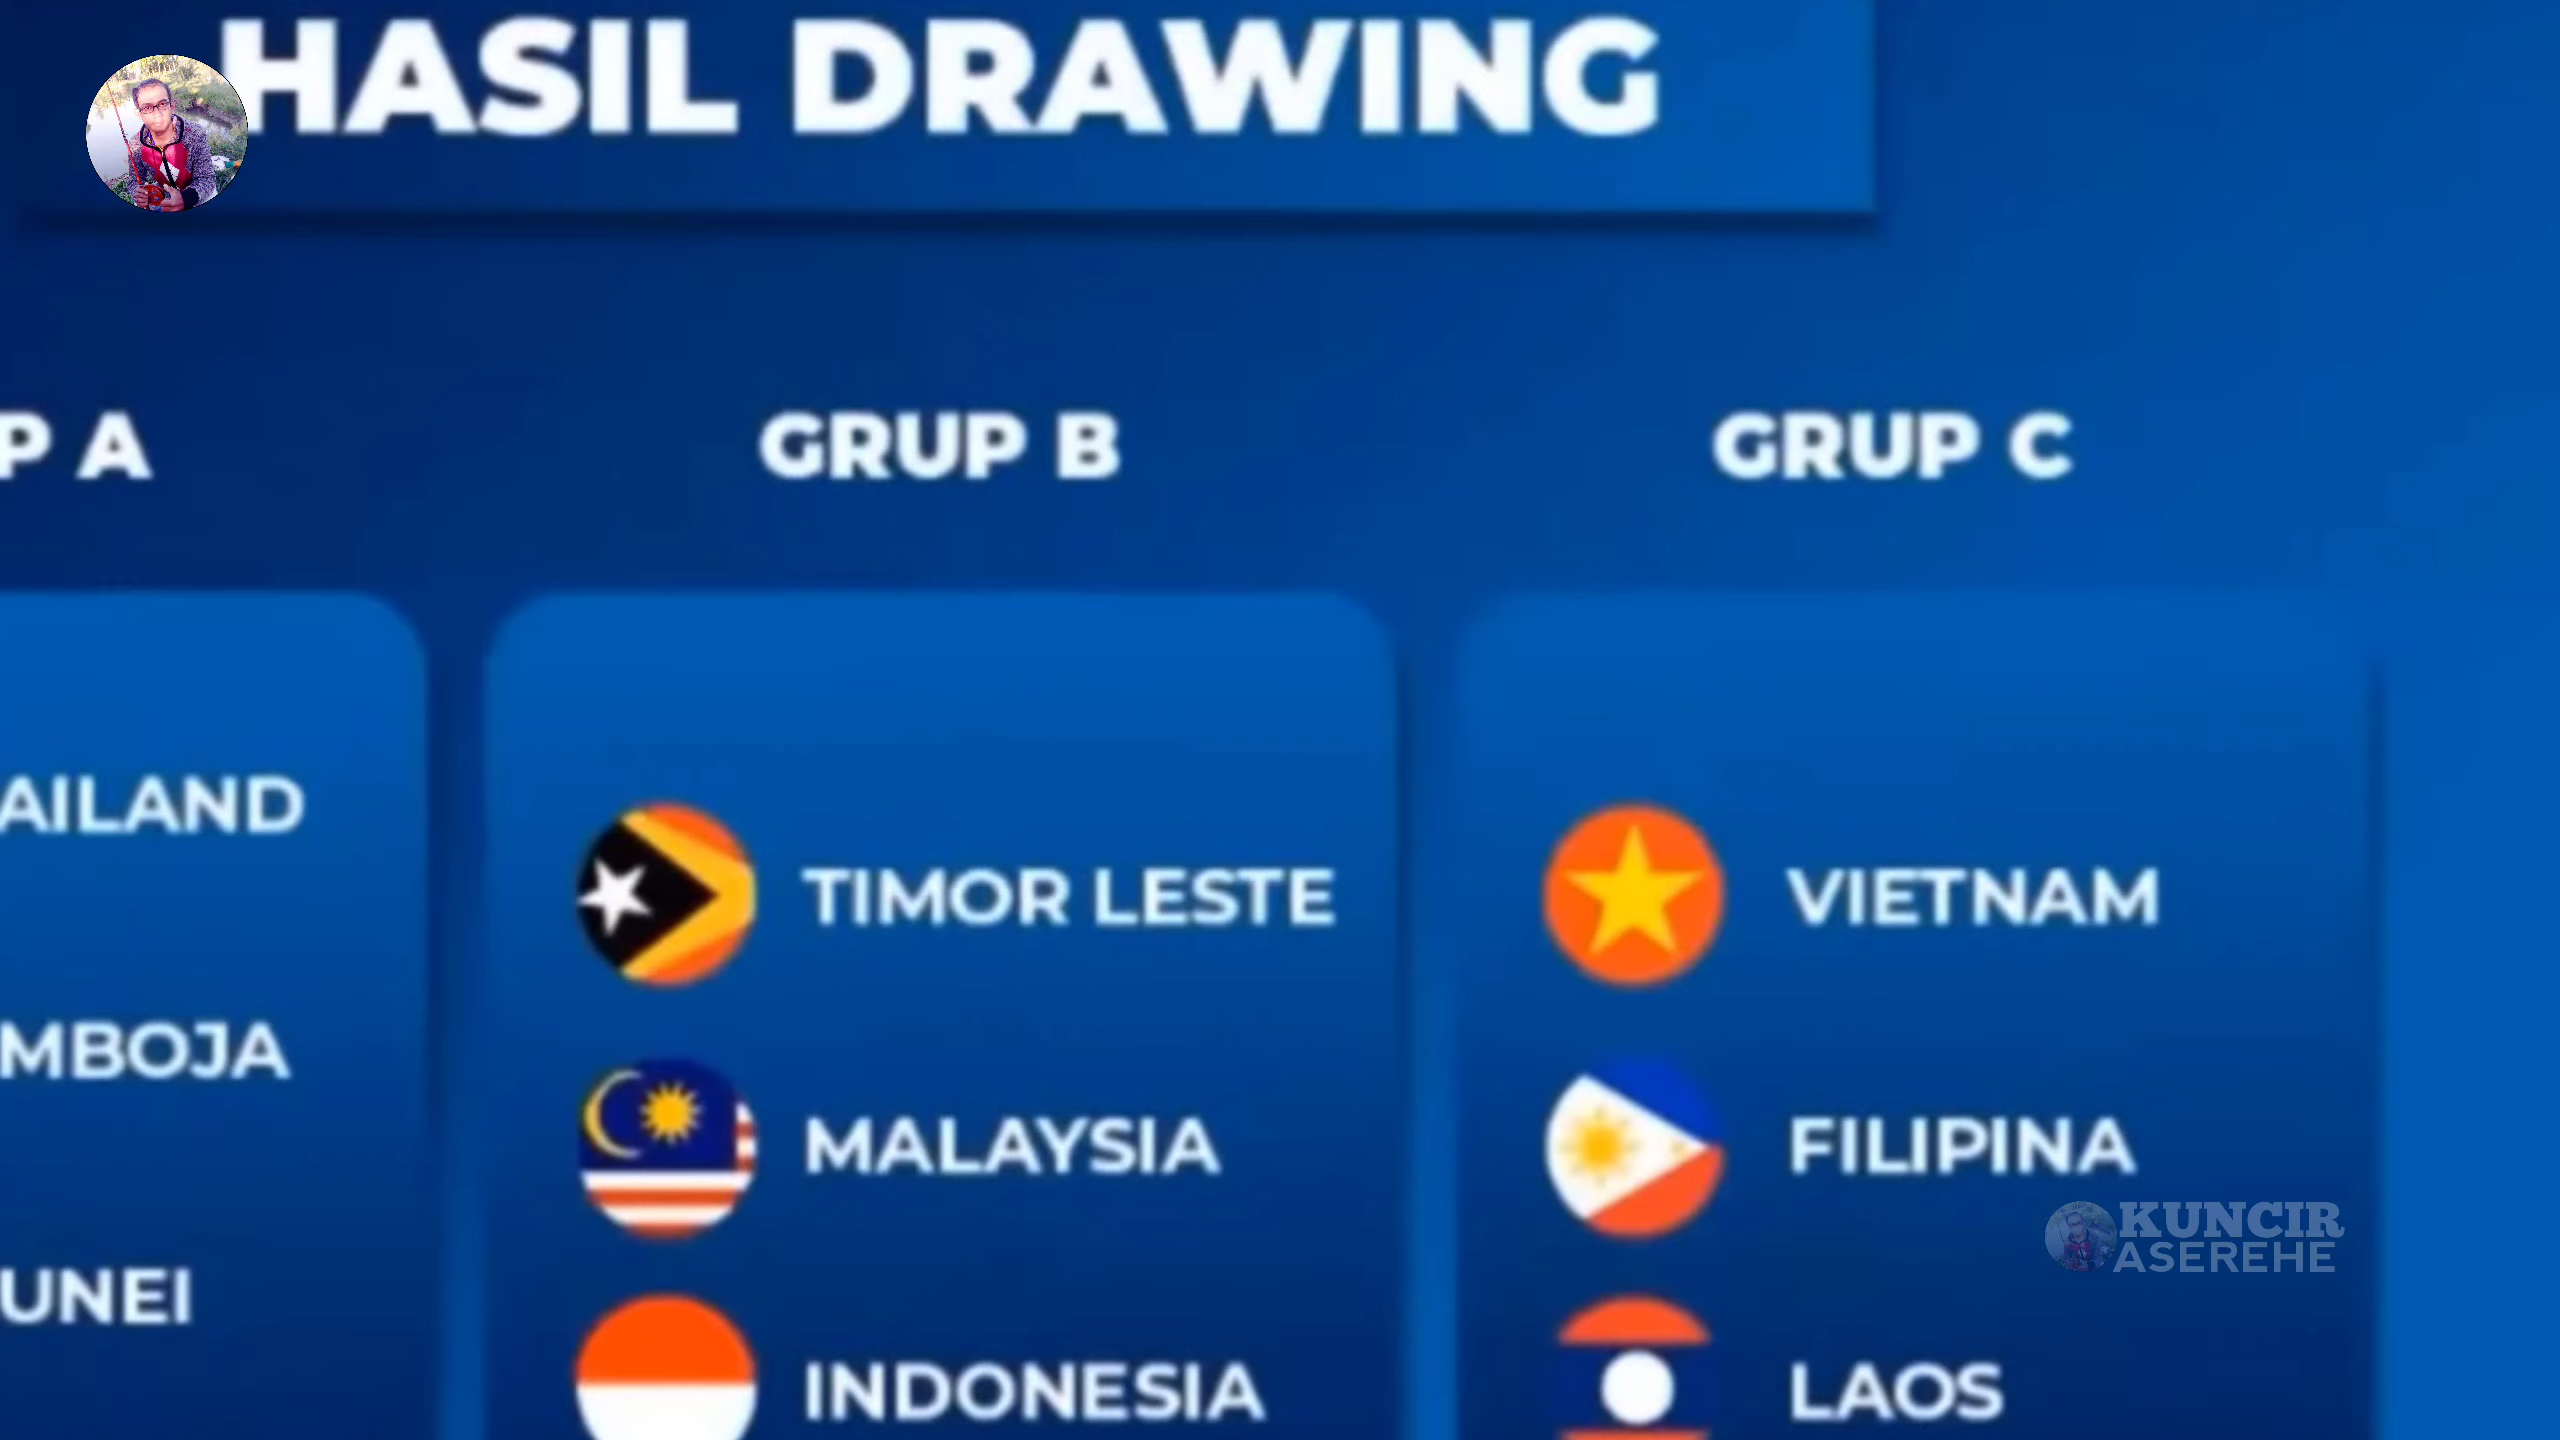 HASIL DRAWING
P A
GRUP B
GRUP C
AILAND
MBOJA
UNEI
TIMOR LESTE
MALAYSIA
INDONESIA
VIETNAM
FILIPINA
LAOS
KUNCIR
ASEREHE